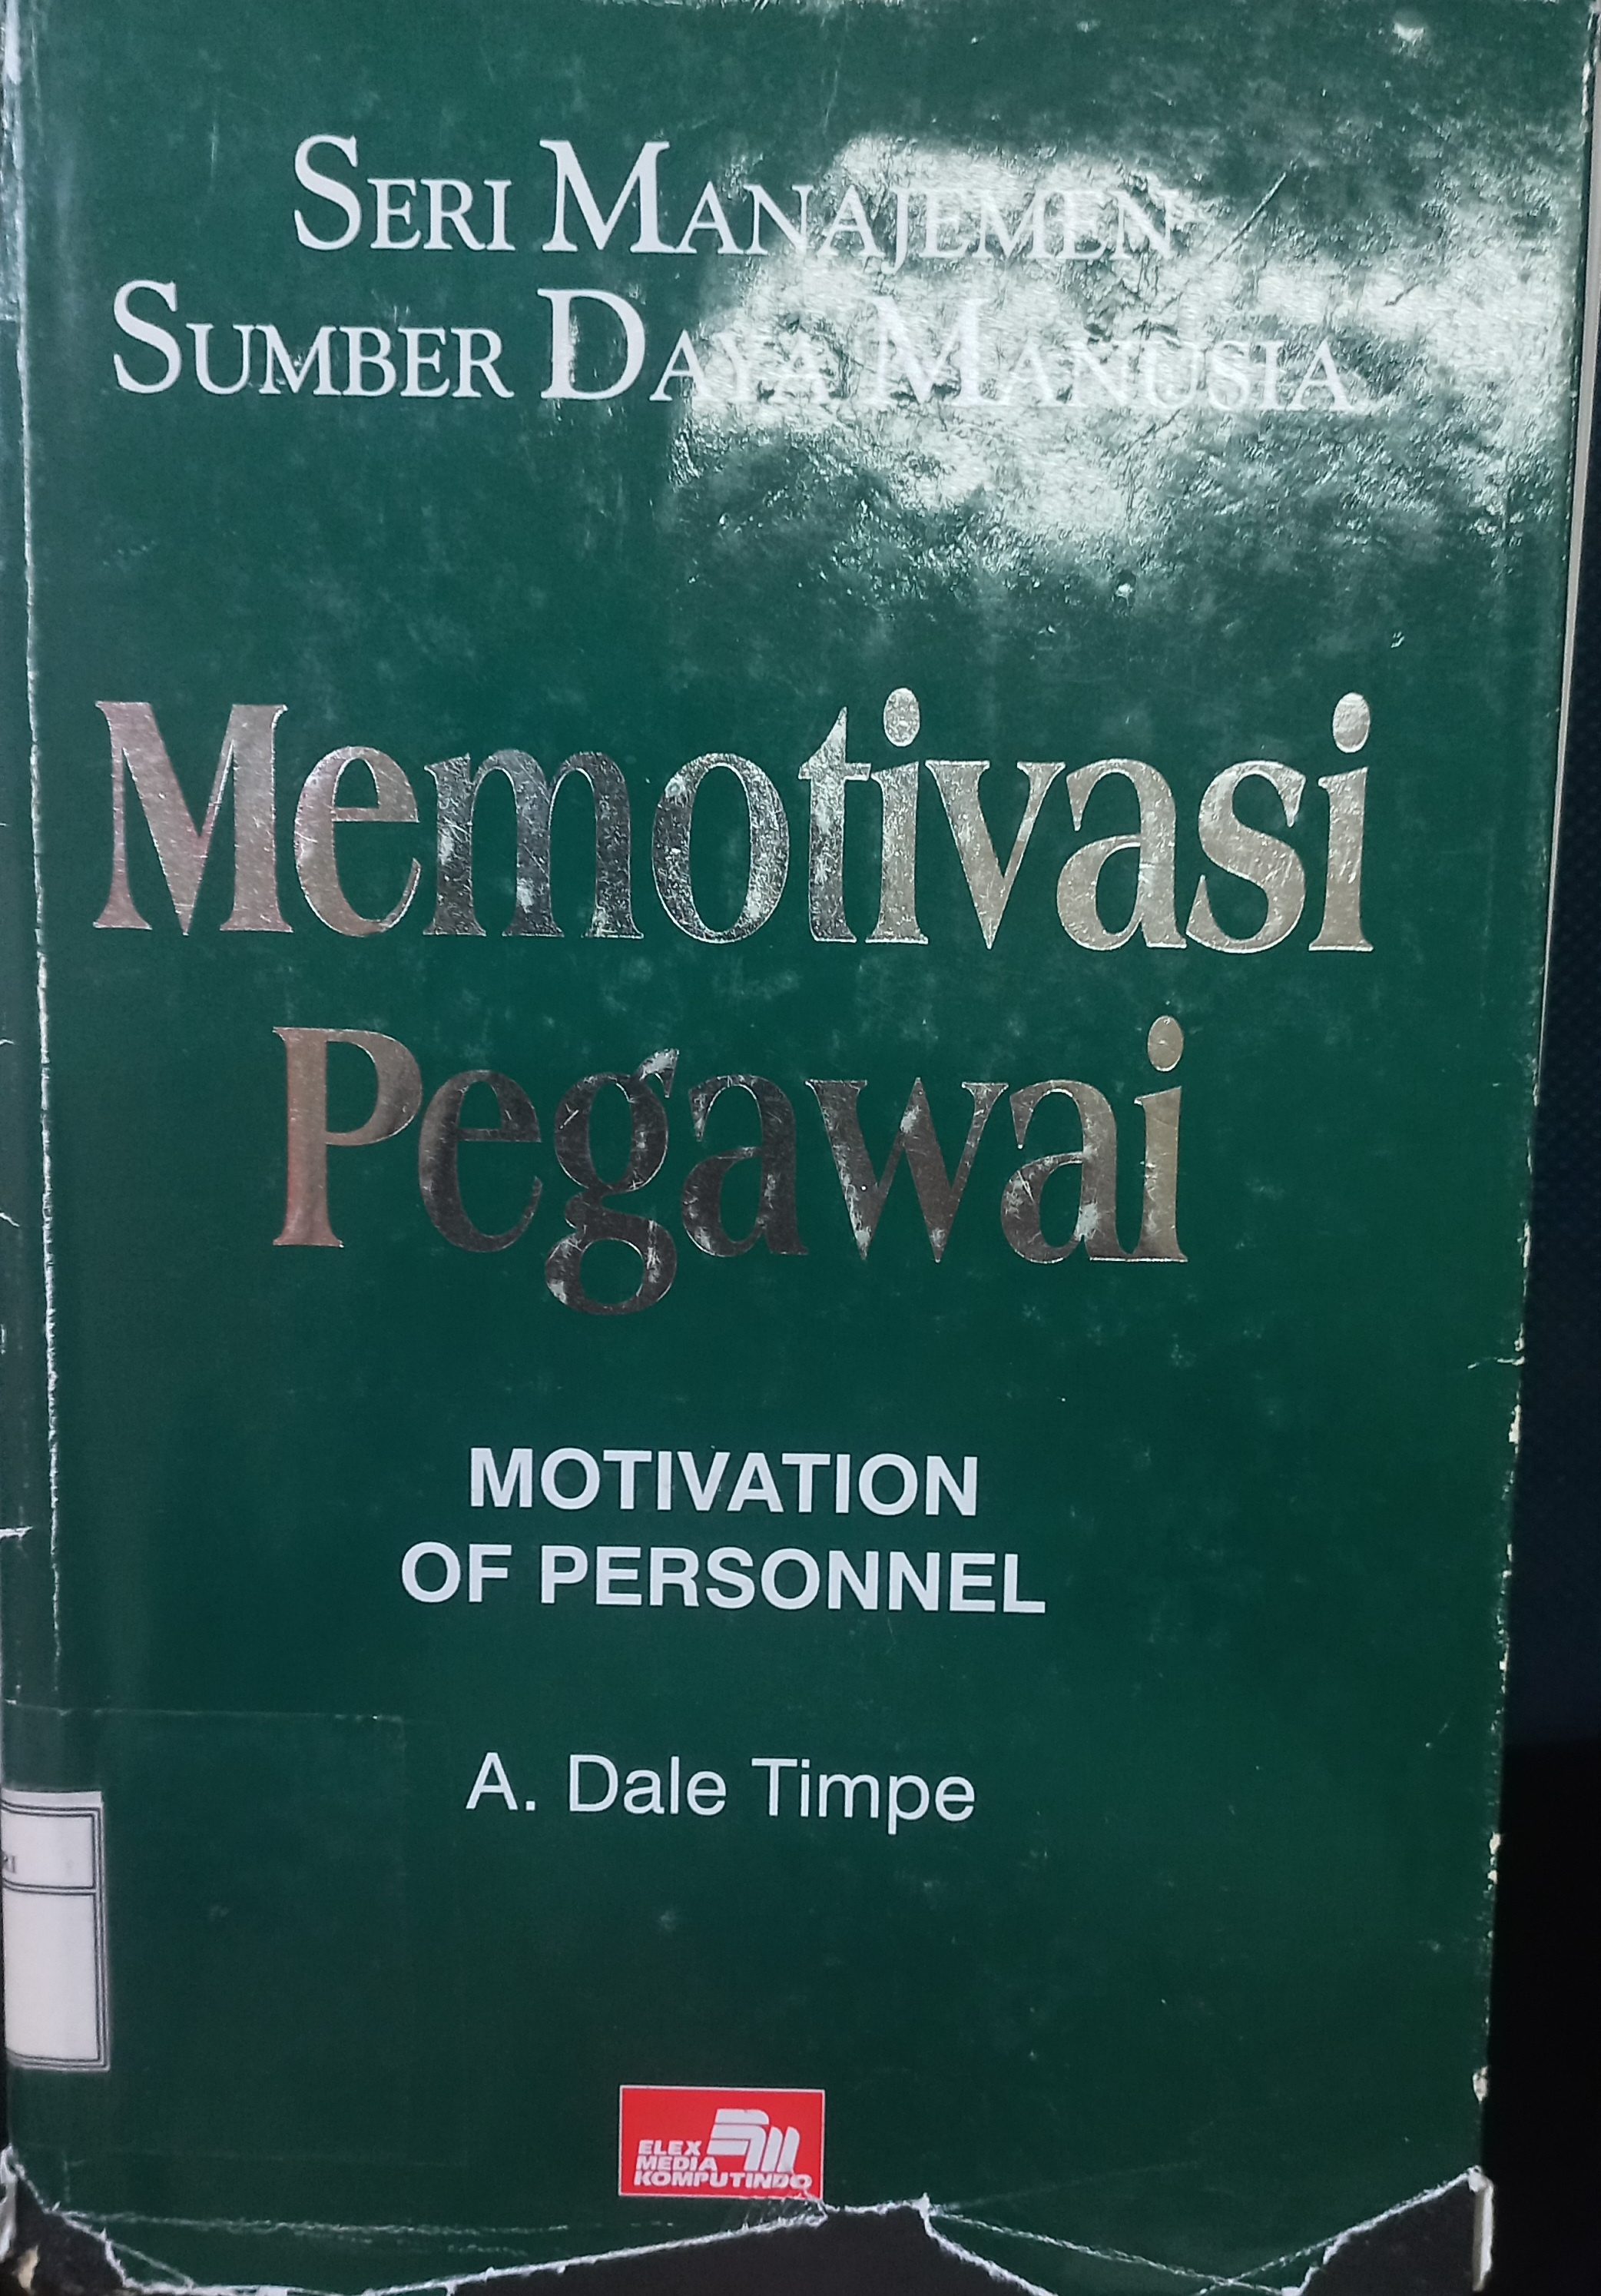 SERI MANAJEMEN
SUMBER DAYA MANUSIA
Memotivasi
Pegawai
MOTIVATION
OF PERSONNEL
A. Dale Timpe
ELEX
MEDIA
KOMPUTINDO